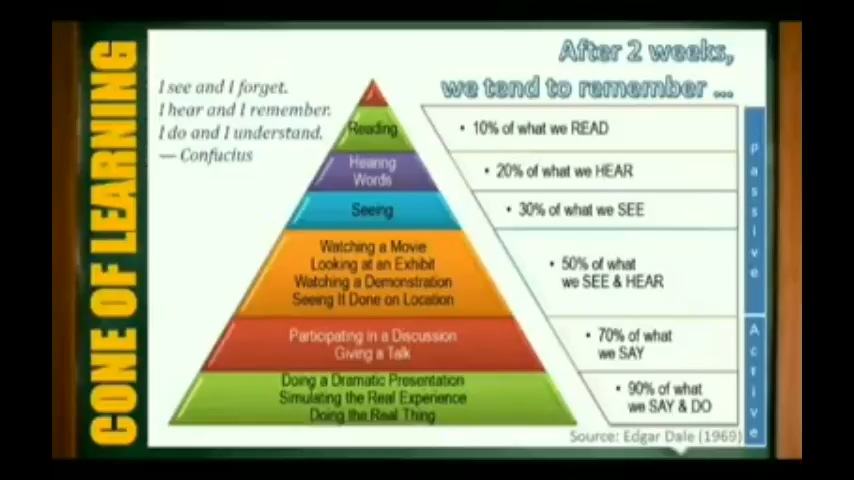 CONE OF LEARNING
I see and I forget.
I hear and I remember.
I do and I understand.
— Confucius
After 2 weeks,
we tend to remember ...
Reading
Hearing
Words
Seeing
Watching a Movie
Looking at an Exhibit
Watching a Demonstration
Seeing It Done on Location
Participating in a Discussion
Giving a Talk
Doing a Dramatic Presentation
Simulating the Real Experience
Doing the Real Thing
• 10% of what we READ
• 20% of what we HEAR
• 30% of what we SEE
• 50% of what
we SEE & HEAR
• 70% of what
we SAY
• 90% of what
we SAY & DO
Passive
Active
Source: Edgar Dale (1969)